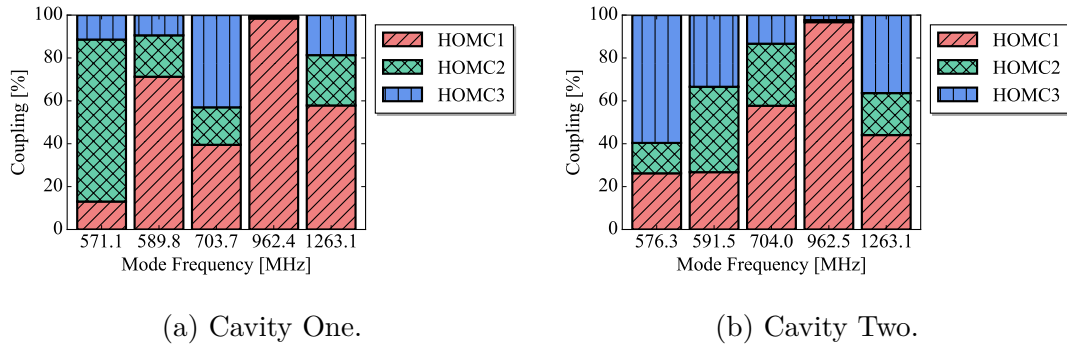 100
80
60
40
20
0
Coupling [%]
571.1 589.8 703.7 962.4 1263.1
Mode Frequency [MHz]
HOMC1
HOMC2
HOMC3
(a) Cavity One.
100
80
60
40
20
0
Coupling [%]
576.3 591.5 704.0 962.5 1263.1
Mode Frequency [MHz]
HOMC1
HOMC2
HOMC3
(b) Cavity Two.